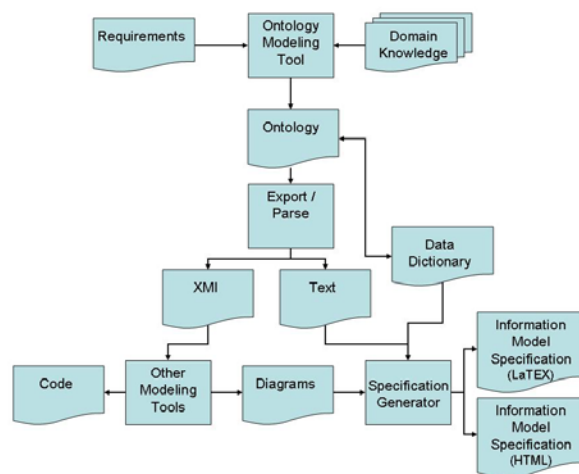 Requirements
Ontology
Modeling
Tool
Domain
Knowledge
Ontology
Export /
Parse
XMI
Text
Data
Dictionary
Code
Other
Modeling
Tools
Diagrams
Specification
Generator
Information
Model
Specification
(LaTEX)
Information
Model
Specification
(HTML)